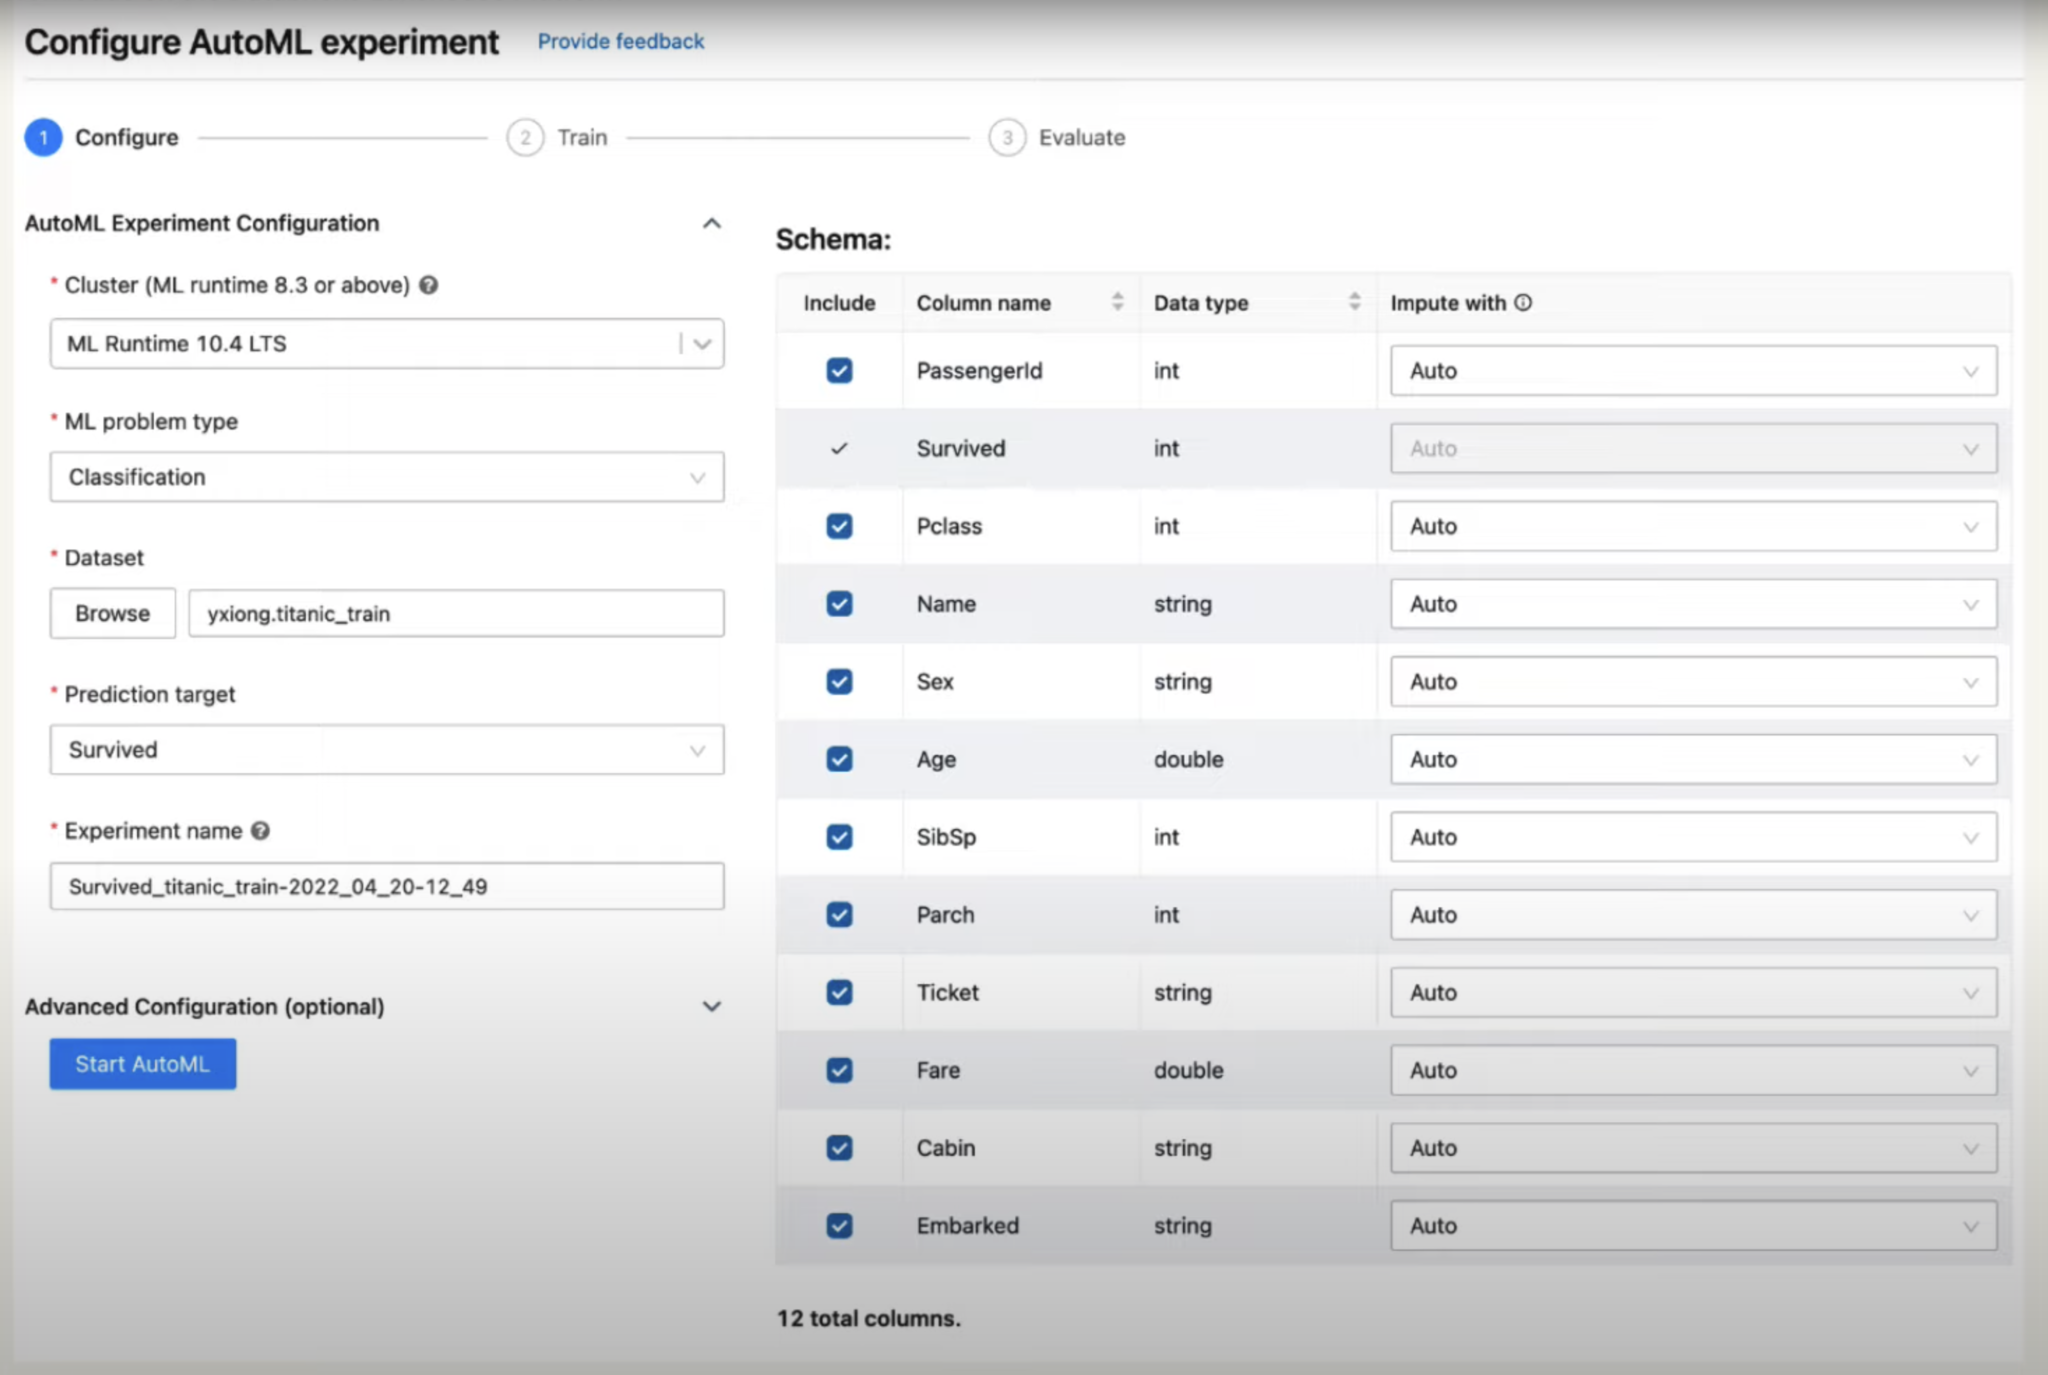 Configure AutoML experiment Provide feedback
1 Configure 2 Train 3 Evaluate
AutoML Experiment Configuration
* Cluster (ML runtime 8.3 or above) ?
ML Runtime 10.4 LTS
* ML problem type
Classification
* Dataset
Browse yxiong.titanic_train
* Prediction target
Survived
* Experiment name ?
Survived_titanic_train-2022_04_20-12_49
Advanced Configuration (optional)
Start AutoML
Schema:
Include Column name Data type Impute with
PassengerId int Auto
Survived int Auto
Pclass int Auto
Name string Auto
Sex string Auto
Age double Auto
SibSp int Auto
Parch int Auto
Ticket string Auto
Fare double Auto
Cabin string Auto
Embarked string Auto
12 total columns.